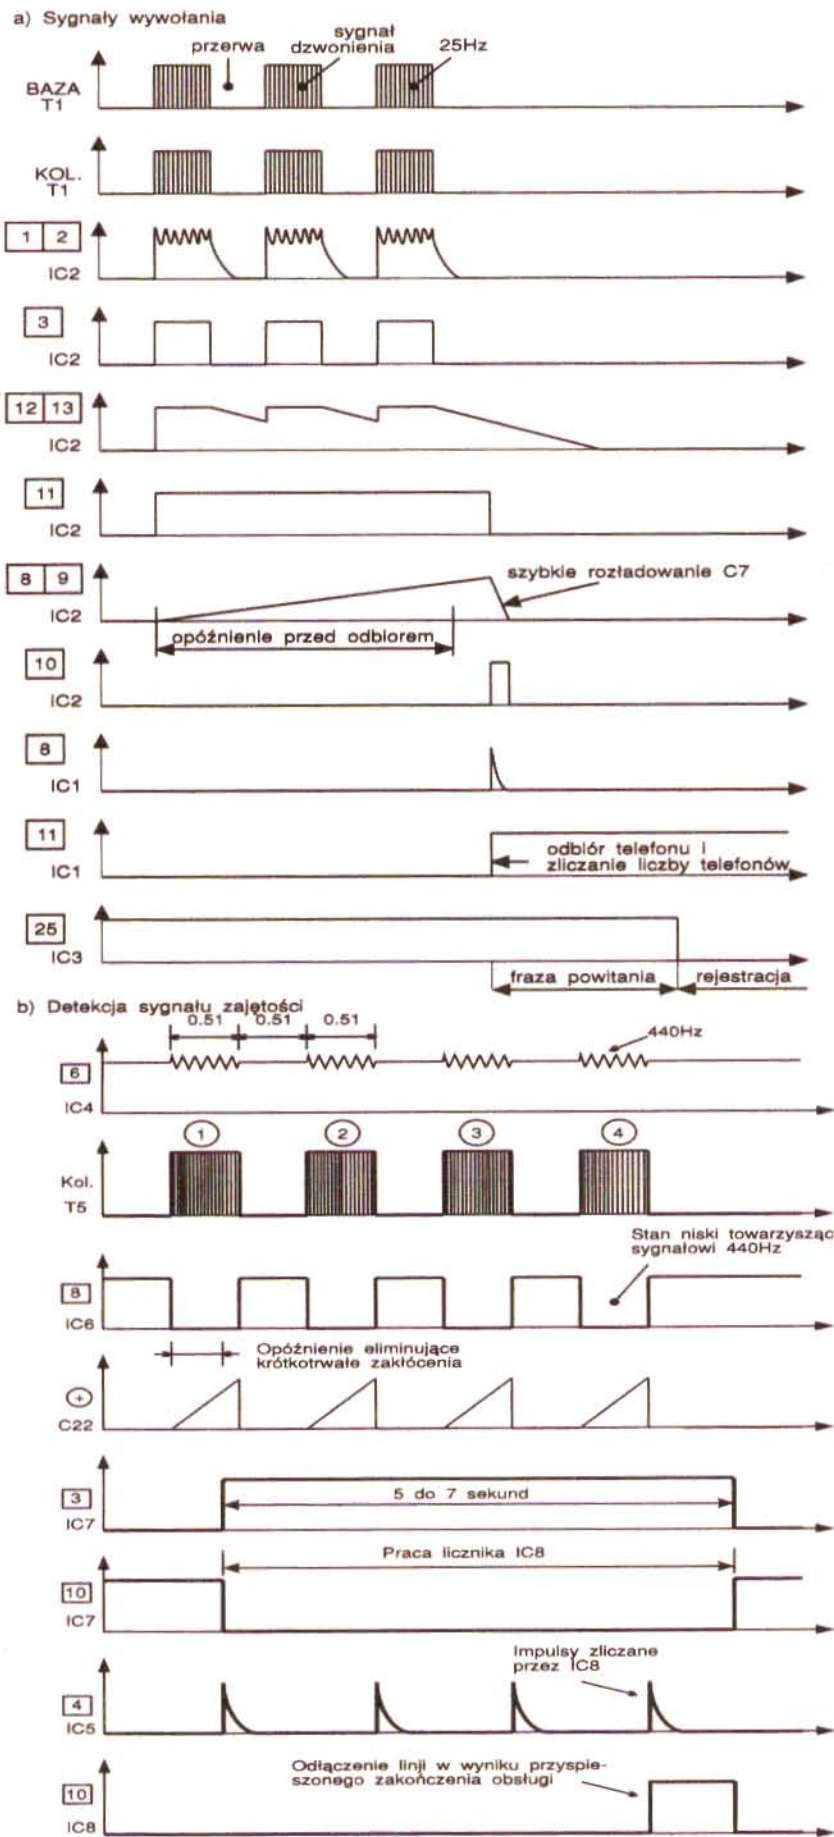 a) Sygnały wywołania
przerwa
sygnał
dzwonienia
25Hz
BAZA
T1
KOL.
T1
1 2
IC2
3
IC2
12 13
IC2
11
IC2
8 9
IC2
szybkie rozładowanie C7
opóźnienie przed odbiorem
10
IC2
8
IC1
11
IC1
odbiór telefonu i
zliczanie liczby telefonów
25
IC3
fraza powitania
rejestracja
b) Detekcja sygnału zajętości
0.51 0.51 0.51
440Hz
6
IC4
1 2 3 4
Kol.
T5
Stan niski towarzysząc
sygnałowi 440Hz
8
IC6
Opóźnienie eliminujące
krótkotrwałe zakłócenia
+
C22
3
IC7
5 do 7 sekund
Praca licznika IC8
10
IC7
Impulsy zliczane
przez IC8
4
IC5
Odłączenie linji w wyniku przyspie-
szonego zakończenia obsługi
10
IC8